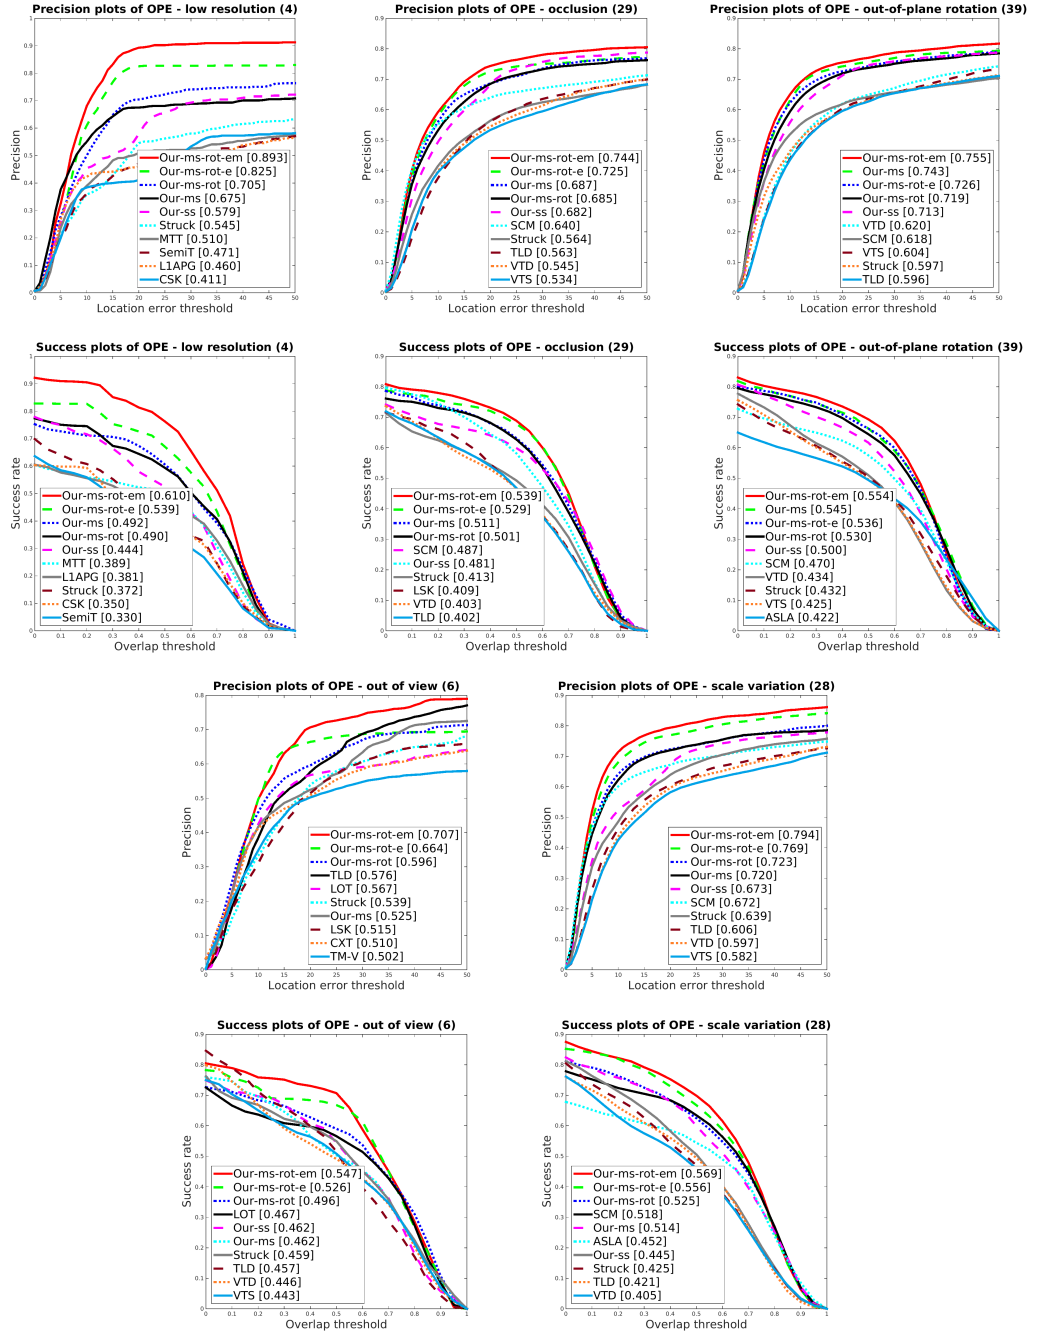 Precision plots of OPE - low resolution (4)
Precision
Our-ms-rot-em [0.893]
Our-ms-rot-e [0.825]
Our-ms-rot [0.705]
Our-ms [0.675]
Our-ss [0.579]
Struck [0.545]
MTT [0.510]
SemiT [0.471]
L1APG [0.460]
CSK [0.411]
Location error threshold
Precision plots of OPE - occlusion (29)
Precision
Our-ms-rot-em [0.744]
Our-ms-rot-e [0.725]
Our-ms [0.687]
Our-ms-rot [0.685]
Our-ss [0.682]
SCM [0.640]
Struck [0.564]
TLD [0.563]
VTD [0.545]
VTS [0.534]
Location error threshold
Precision plots of OPE - out-of-plane rotation (39)
Precision
Our-ms-rot-em [0.755]
Our-ms [0.743]
Our-ms-rot-e [0.726]
Our-ms-rot [0.719]
Our-ss [0.713]
VTD [0.620]
SCM [0.618]
VTS [0.604]
Struck [0.597]
TLD [0.596]
Location error threshold
Success plots of OPE - low resolution (4)
Success rate
Our-ms-rot-em [0.610]
Our-ms-rot-e [0.539]
Our-ms [0.492]
Our-ms-rot [0.490]
Our-ss [0.444]
MTT [0.389]
L1APG [0.381]
Struck [0.372]
CSK [0.350]
SemiT [0.330]
Overlap threshold
Success plots of OPE - occlusion (29)
Success rate
Our-ms-rot-em [0.539]
Our-ms-rot-e [0.529]
Our-ms [0.511]
Our-ms-rot [0.501]
SCM [0.487]
Our-ss [0.481]
Struck [0.413]
LSK [0.409]
VTD [0.403]
TLD [0.402]
Overlap threshold
Success plots of OPE - out-of-plane rotation (39)
Success rate
Our-ms-rot-em [0.554]
Our-ms [0.545]
Our-ms-rot-e [0.536]
Our-ms-rot [0.530]
Our-ss [0.500]
SCM [0.470]
VTD [0.434]
Struck [0.432]
VTS [0.425]
ASLA [0.422]
Overlap threshold
Precision plots of OPE - out of view (6)
Precision
Our-ms-rot-em [0.707]
Our-ms-rot-e [0.664]
Our-ms-rot [0.596]
TLD [0.576]
LOT [0.567]
Struck [0.539]
Our-ms [0.525]
LSK [0.515]
CXT [0.510]
TM-V [0.502]
Location error threshold
Precision plots of OPE - scale variation (28)
Precision
Our-ms-rot-em [0.794]
Our-ms-rot-e [0.769]
Our-ms-rot [0.723]
Our-ms [0.720]
Our-ss [0.673]
SCM [0.672]
Struck [0.639]
TLD [0.606]
VTD [0.597]
VTS [0.582]
Location error threshold
Success plots of OPE - out of view (6)
Success rate
Our-ms-rot-em [0.547]
Our-ms-rot-e [0.526]
Our-ms-rot [0.496]
LOT [0.467]
Our-ss [0.462]
Our-ms [0.462]
Struck [0.459]
TLD [0.457]
VTD [0.446]
VTS [0.443]
Overlap threshold
Success plots of OPE - scale variation (28)
Success rate
Our-ms-rot-em [0.569]
Our-ms-rot-e [0.556]
Our-ms-rot [0.525]
SCM [0.518]
Our-ms [0.514]
ASLA [0.452]
Our-ss [0.445]
Struck [0.425]
TLD [0.421]
VTD [0.405]
Overlap threshold